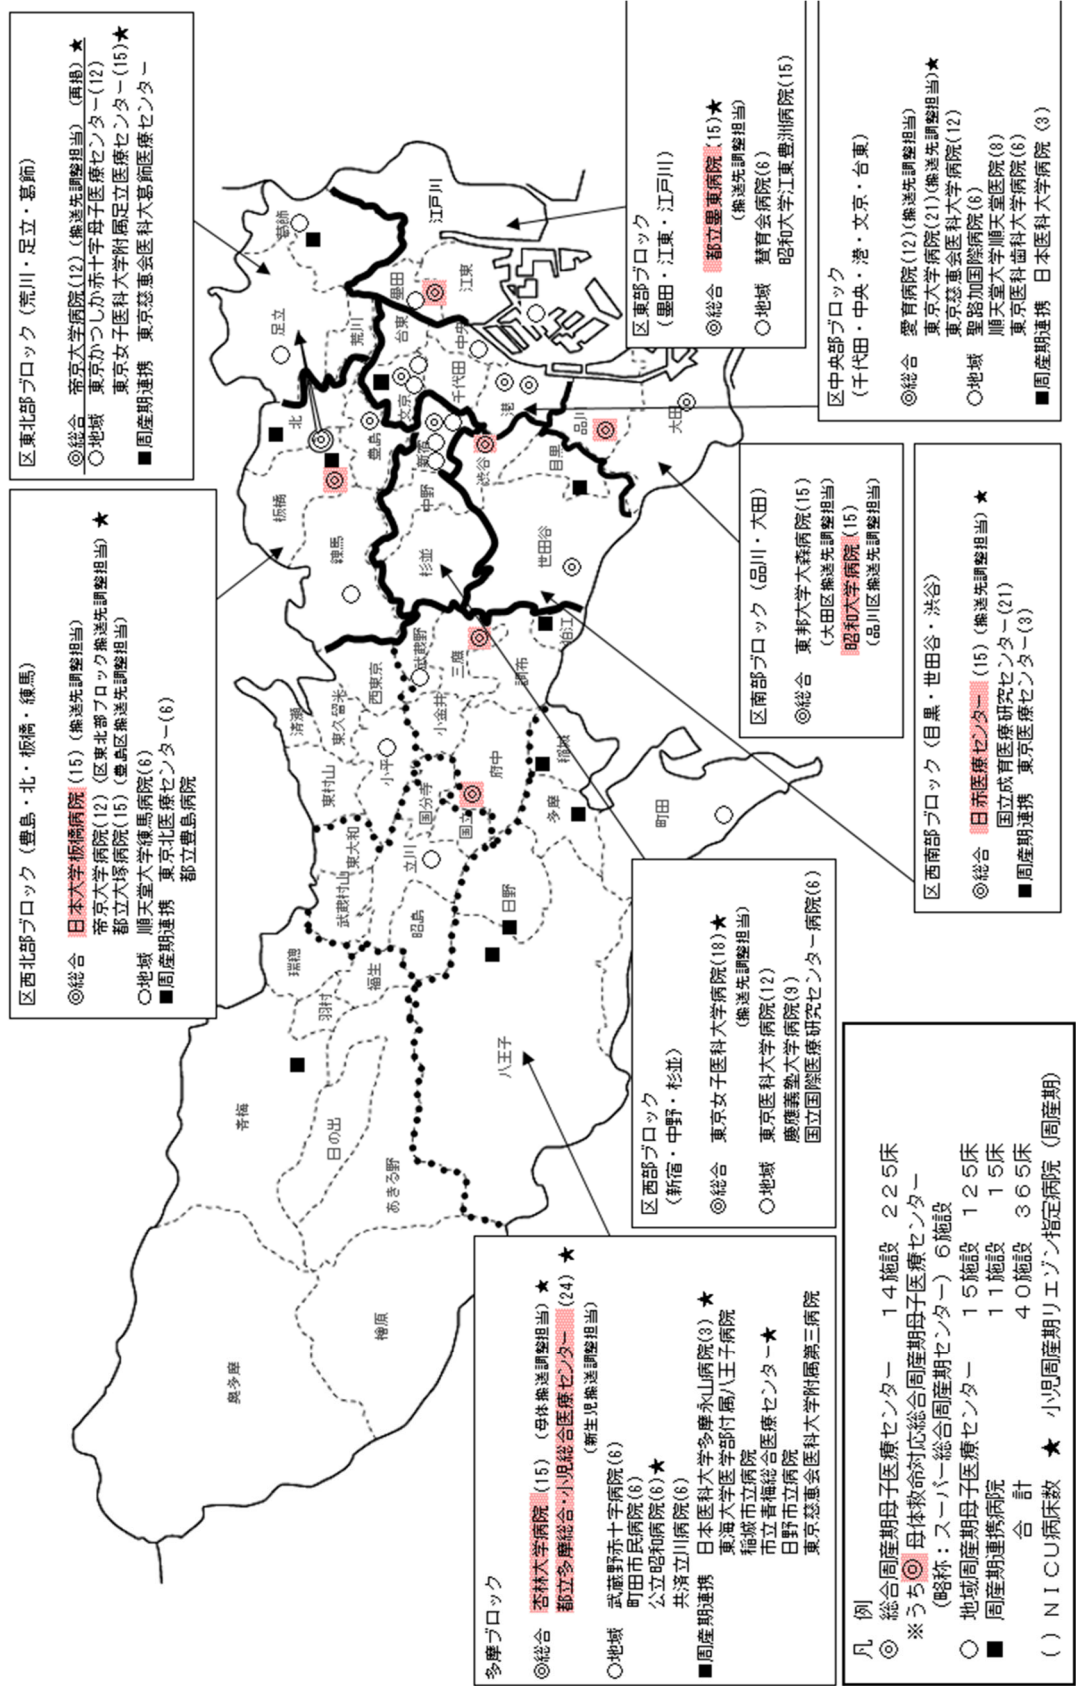 区西北部ブロック（豊島・北・板橋・練馬）
◎総合 日本大学板橋病院(15)（搬送先調整担当）
帝京大学病院(12)（区東北部ブロック搬送先調整担当）★
都立大塚病院(15)（豊島区搬送先調整担当）
○地域 順天堂大学練馬病院(6)
■周産期連携 東京北医療センター(6)
都立豊島病院
区東北部ブロック（荒川・足立・葛飾）
◎総合 帝京大学病院(12)（搬送先調整担当）（再掲）★
○地域 東京かつしか赤十字母子医療センター(12)
東京女子医科大学附属足立医療センター(15)★
■周産期連携 東京慈恵会医科大葛飾医療センター
奥多摩
檜原
青梅
日の出
あきる野
瑞穂
羽村
福生
武蔵村山
昭島
八王子
東大和
立川
日野
東村山
清瀬
東久留米
西東京
小平
国分寺
国立
小金井
府中
武蔵野
三鷹
調布
狛江
稲城
多摩
町田
練馬
板橋
北
豊島
足立
葛飾
荒川
墨田
台東
文京
江戸川
江東
中央
千代田
新宿
中野
杉並
渋谷
港
品川
目黒
世田谷
大田
多摩ブロック
◎総合 杏林大学病院(15)（母体搬送調整担当）★
都立多摩総合・小児総合医療センター(24)★
（新生児搬送調整担当）
○地域 武蔵野赤十字病院(6)
町田市民病院(6)
公立昭和病院(6)★
共済立川病院(6)
■周産期連携 日本医科大学多摩永山病院(3)★
東海大学医学部付属八王子病院
稲城市立病院
市立青梅総合医療センター★
日野市立病院
東京慈恵会医科大学附属第三病院
区西部ブロック
（新宿・中野・杉並）
◎総合 東京女子医科大学病院(18)★
（搬送先調整担当）
○地域 東京医科大学病院(12)
慶應義塾大学病院(9)
国立国際医療研究センター病院(6)
区西南部ブロック（目黒・世田谷・渋谷）
◎総合 日赤医療センター(15)（搬送先調整担当）★
国立成育医療研究センター(21)
■周産期連携 東京医療センター(3)
区南部ブロック（品川・大田）
◎総合 東邦大学大森病院(15)
（大田区搬送先調整担当）
昭和大学病院(15)
（品川区搬送先調整担当）
区東部ブロック
（墨田・江東・江戸川）
◎総合 都立墨東病院(15)★
（搬送先調整担当）
○地域 賛育会病院(6)
昭和大学江東豊洲病院(15)
区中央部ブロック
（千代田・中央・港・文京・台東）
◎総合 愛育病院(12)(搬送先調整担当)
東京大学病院(21)(搬送先調整担当)★
東京慈恵会医科大学病院(12)
○地域 聖路加国際病院(6)
順天堂大学順天堂医院(8)
東京医科歯科大学病院(6)
■周産期連携 日本医科大学病院(3)
凡 例
◎ 総合周産期母子医療センター 14施設 225床
※うち◎母体救命対応総合周産期母子医療センター
(略称：スーパー総合周産期センター) 6施設
○ 地域周産期母子医療センター 15施設 125床
■ 周産期連携病院 11施設 15床
合 計 40施設 365床
( ) NICU病床数 ★ 小児周産期リエゾン指定病院(周産期)